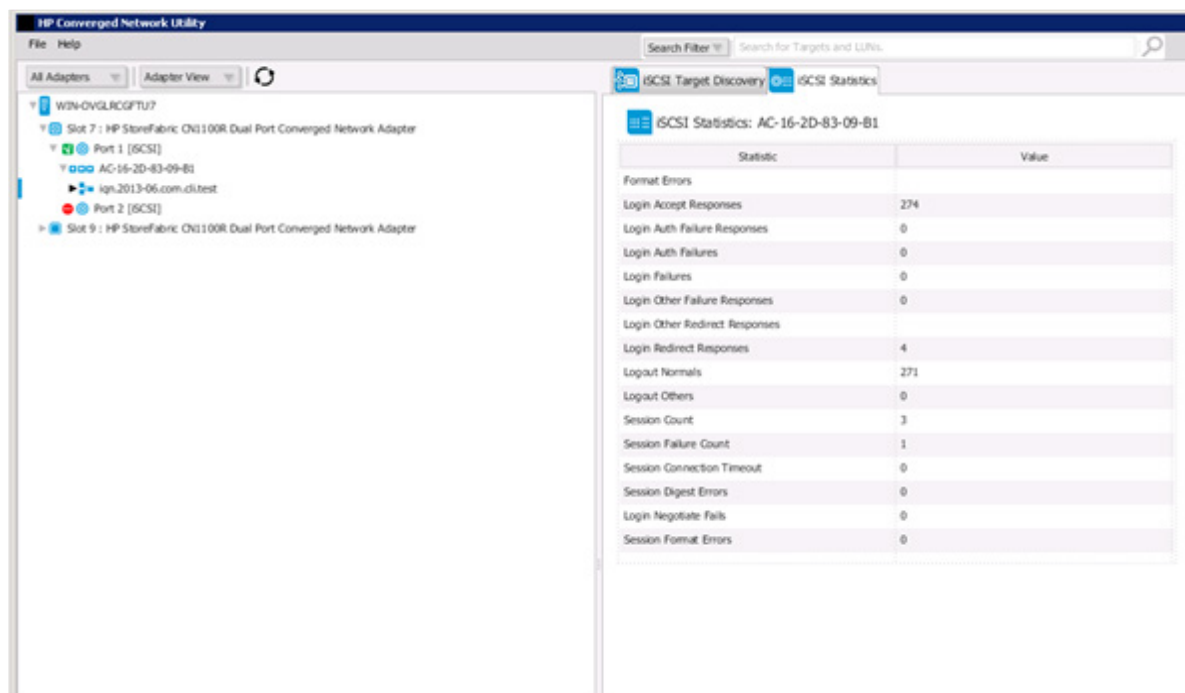 HP Converged Network Utility
File Help
Search Filter Search for Targets and LUNs.
All Adapters Adapter View
iSCSI Target Discovery iSCSI Statistics
WIN-OVGLRCGFTU7
Slot 7 : HP StoreFabric CN1100R Dual Port Converged Network Adapter
Port 1 [iSCSI]
AC-16-2D-83-09-B1
iqn.2013-06.com.cli.test
Port 2 [iSCSI]
Slot 9 : HP StoreFabric CN1100R Dual Port Converged Network Adapter
iSCSI Statistics: AC-16-2D-83-09-B1
Statistic Value
Format Errors
Login Accept Responses 274
Login Auth Failure Responses 0
Login Auth Failures 0
Login Failures 0
Login Other Failure Responses 0
Login Other Redirect Responses
Login Redirect Responses 4
Logout Normals 271
Logout Others 0
Session Count 3
Session Failure Count 1
Session Connection Timeout 0
Session Digest Errors 0
Login Negotiate Fails 0
Session Format Errors 0